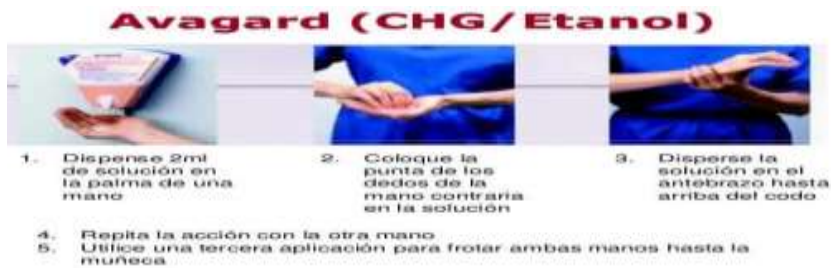 Avagard (CHG/Etanol)
1. Dispense 2ml
de solución en
la palma de una
mano
2. Coloque la
punta de los
dedos de la
mano contraria
en la solución
3. Disperse la
solución en el
antebrazo hasta
arriba del codo
4. Repita la acción con la otra mano
5. Utilice una tercera aplicación para frotar ambas manos hasta la
muñeca